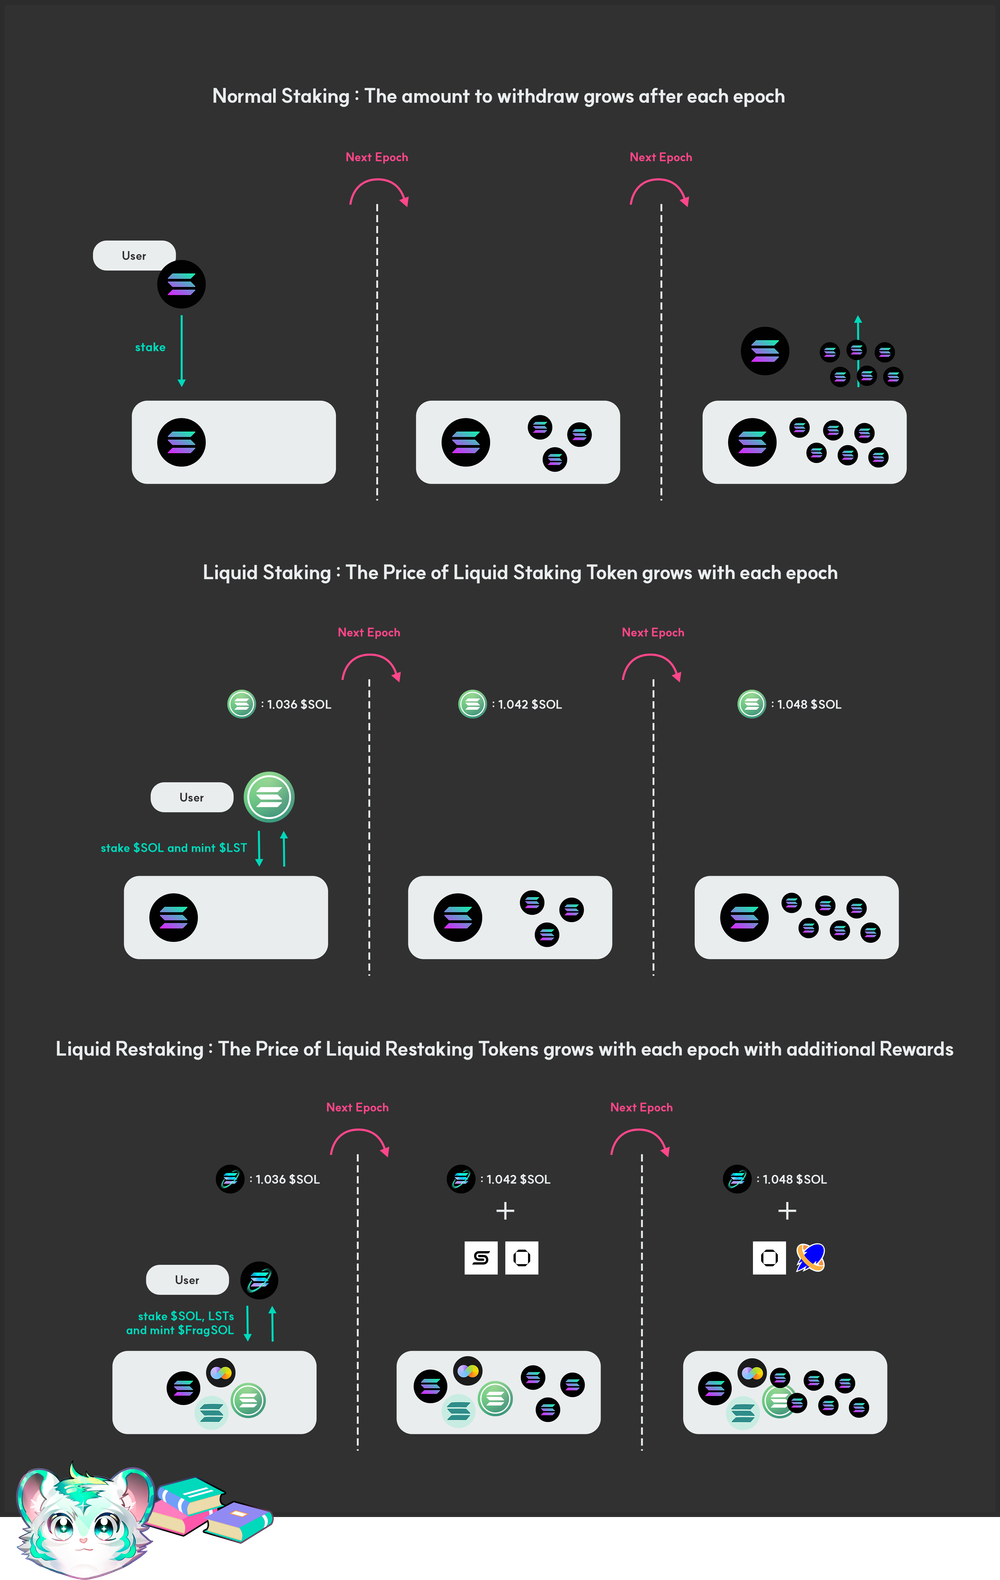 Normal Staking : The amount to withdraw grows after each epoch
Next Epoch
Next Epoch
User
stake
Liquid Staking : The Price of Liquid Staking Token grows with each epoch
Next Epoch
Next Epoch
: 1.036 $SOL
: 1.042 $SOL
: 1.048 $SOL
User
stake $SOL and mint $LST
Liquid Restaking : The Price of Liquid Restaking Tokens grows with each epoch with additional Rewards
Next Epoch
Next Epoch
: 1.036 $SOL
: 1.042 $SOL
: 1.048 $SOL
+
+
User
stake $SOL, LSTs
and mint $FragSOL